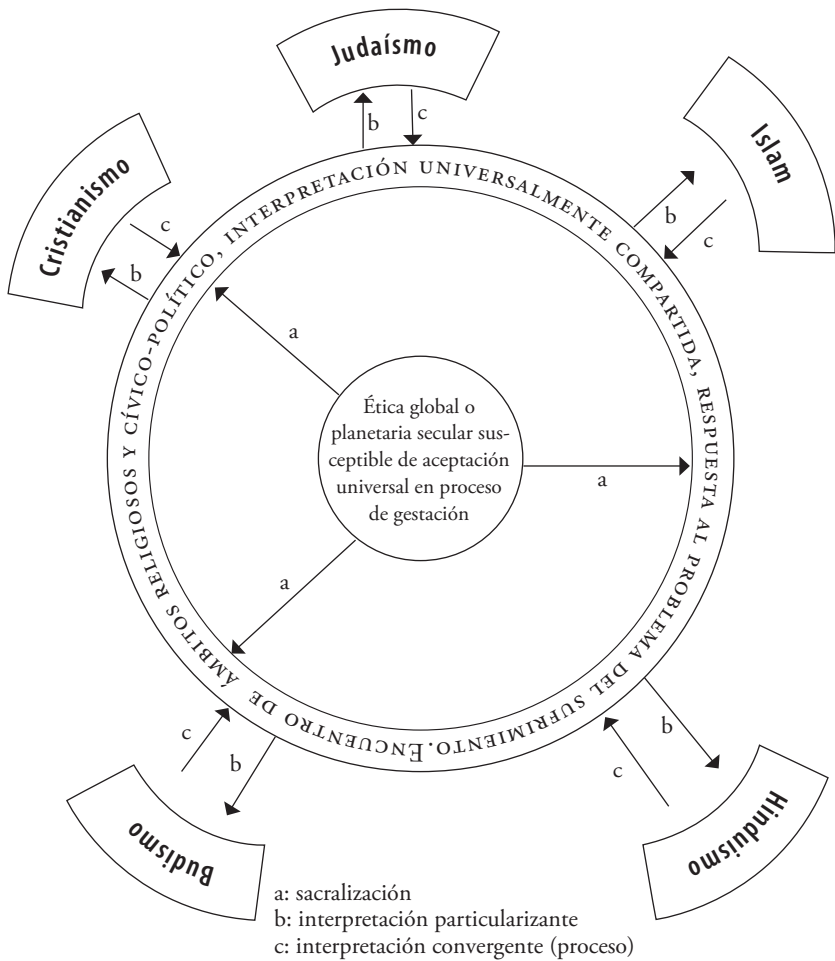 Judaísmo
Islam
Cristianismo
b
c
b
c
c
b
ENCUENTRO DE ÁMBITOS RELIGIOSOS Y CÍVICO-POLÍTICO, INTERPRETACIÓN UNIVERSALMENTE COMPARTIDA, RESPUESTA AL PROBLEMA DEL SUFRIMIENTO.
a
Ética global o
planetaria secular sus-
ceptible de aceptación
universal en proceso
de gestación
a
a
c
b
b
c
Budismo
Hinduismo
a: sacralización
b: interpretación particularizante
c: interpretación convergente (proceso)